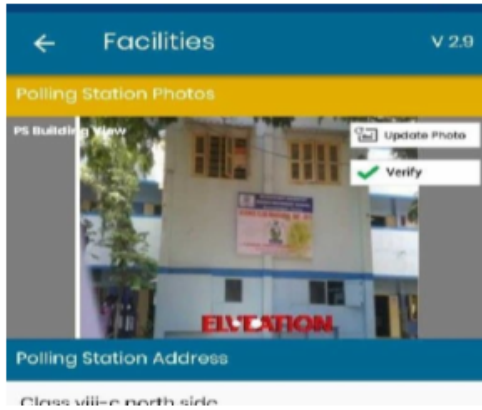 Facilities
V 2.9
Polling Station Photos
PS Building View
Update Photo
Verify
Polling Station Address
Class viii-c north side